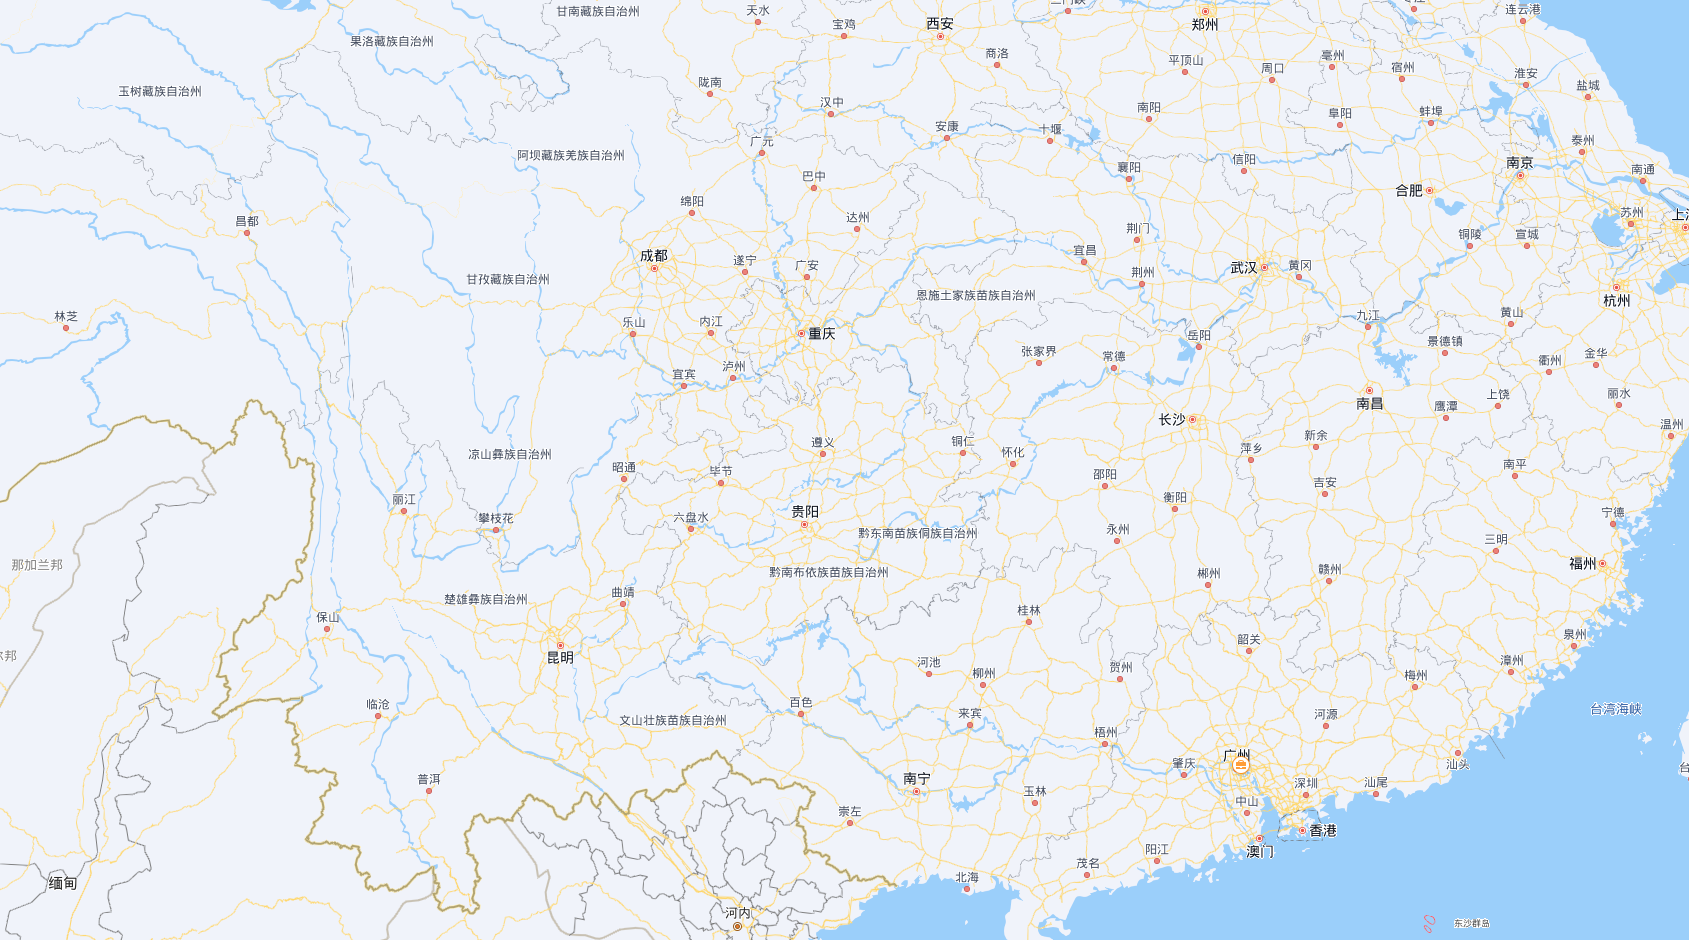 甘南藏族自治州
天水
宝鸡
西安
三门峡
郑州
连云港
果洛藏族自治州
商洛
平顶山
周口
亳州
宿州
淮安
盐城
玉树藏族自治州
陇南
汉中
南阳
阜阳
蚌埠
安康
十堰
泰州
广元
阿坝藏族羌族自治州
襄阳
信阳
南京
南通
巴中
合肥
绵阳
达州
苏州
昌都
荆门
铜陵
宣城
成都
遂宁
广安
宜昌
荆州
武汉
黄冈
甘孜藏族自治州
恩施土家族苗族自治州
杭州
林芝
乐山
内江
重庆
岳阳
九江
黄山
张家界
常德
景德镇
衢州
金华
宜宾
泸州
丽水
南昌
鹰潭
上饶
长沙
温州
遵义
铜仁
怀化
萍乡
新余
凉山彝族自治州
昭通
毕节
邵阳
吉安
南平
丽江
攀枝花
六盘水
贵阳
衡阳
宁德
黔东南苗族侗族自治州
永州
三明
那加兰邦
黔南布依族苗族自治州
郴州
赣州
福州
楚雄彝族自治州
曲靖
保山
桂林
韶关
泉州
昆明
河池
柳州
贺州
梅州
漳州
临沧
百色
文山壮族苗族自治州
来宾
河源
台湾海峡
梧州
广州
肇庆
汕头
普洱
南宁
玉林
深圳
汕尾
中山
崇左
香港
澳门
阳江
茂名
缅甸
北海
河内
东沙群岛